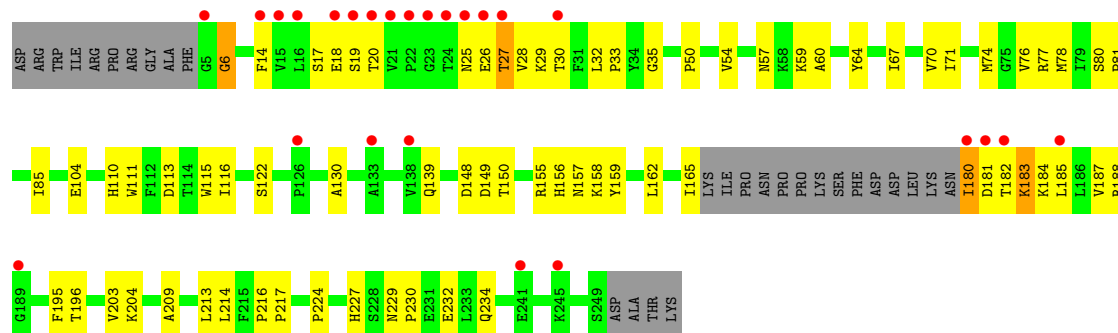 ASP ARG TRP ILE ARG ARG PRO ARG GLY ALA PHE G5 G6 F14 V15 L16 S17 E18 S19 T20 V21 P22 G23 T24 N25 E26 T27 V28 K29 T30 F31 L32 P33 Y34 G35 P50 V54 N57 K58 K59 A60 Y64 I67 V70 I71 M74 G75 V76 R77 M78 I79 S80 P81
I85 E104 H110 W111 F112 D113 T114 W115 I116 S122 P126 A130 A133 V138 Q139 D148 D149 T150 R155 H156 N157 K158 Y159 L162 I165 LYS ILE PRO ASN PRO PRO LYS SER PHE ASP ASP LEU LYS ASN I180 D181 T182 K183 K184 L185 L186 V187
G189 F195 T196 V203 K204 A209 L213 L214 F215 P216 P217 P224 H227 S228 N229 P230 E231 E232 L233 Q234 E241 K245 S249 ASP ALA THR LYS